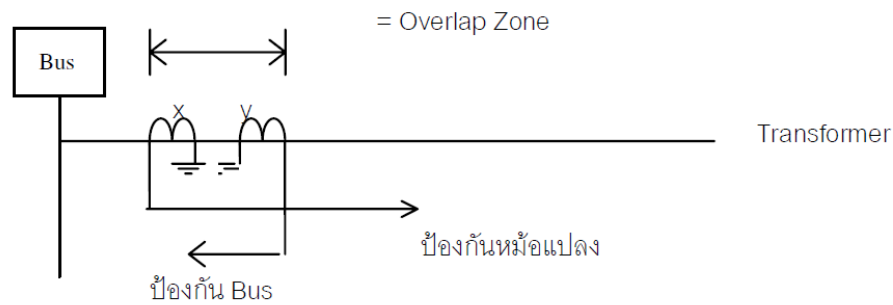 = Overlap Zone
Bus
x
y
Transformer
ป้องกันหม้อแปลง
ป้องกัน Bus